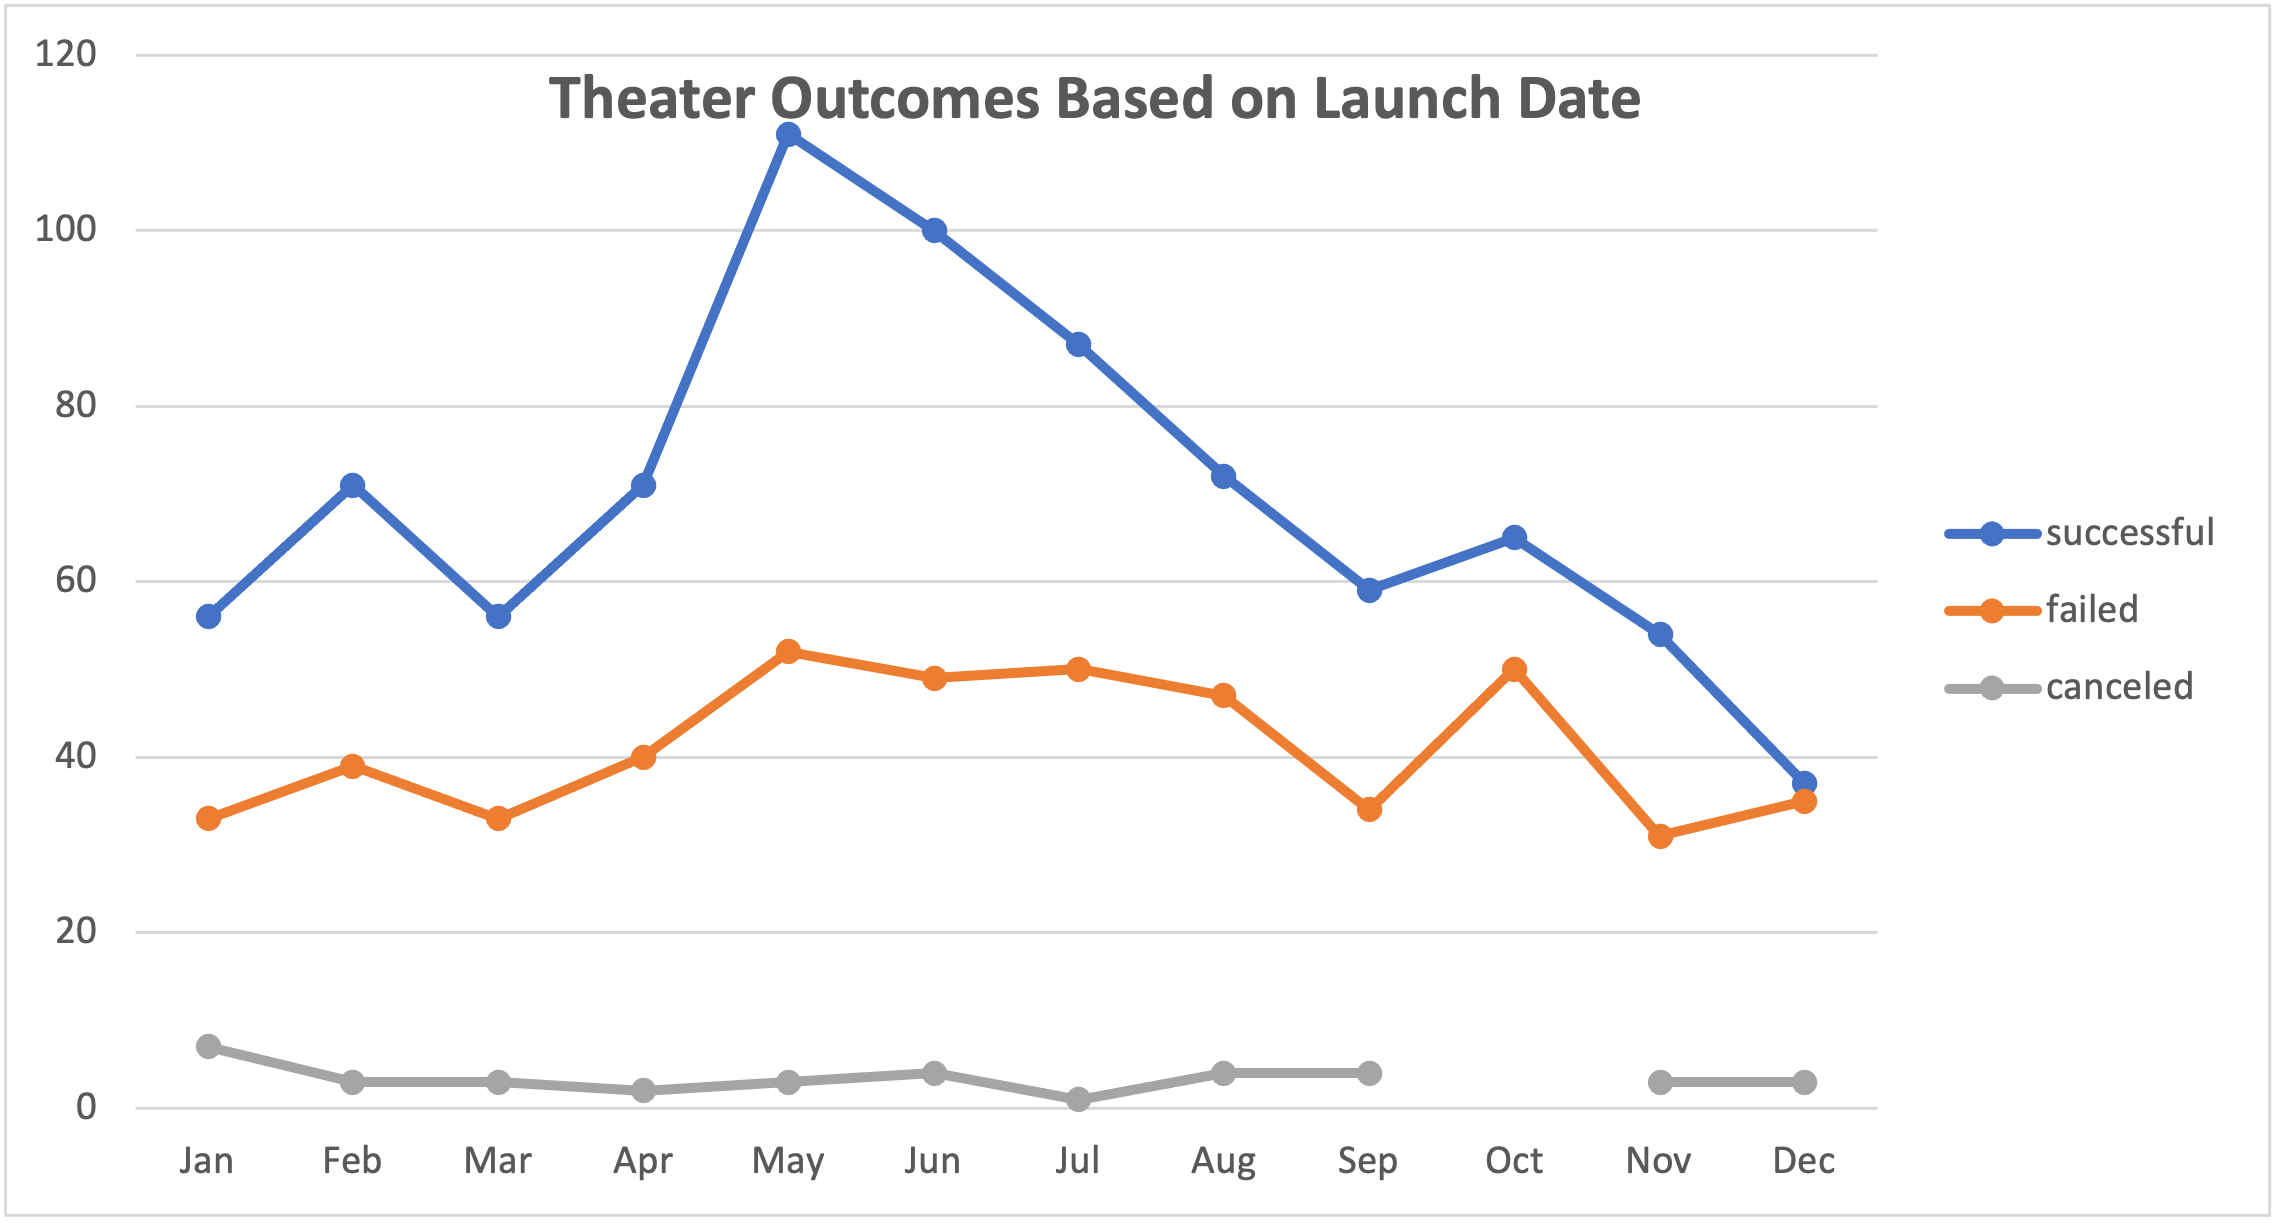 Theater Outcomes Based on Launch Date
120
100
80
60
40
20
0
Jan Feb Mar Apr May Jun Jul Aug Sep Oct Nov Dec
successful
failed
canceled